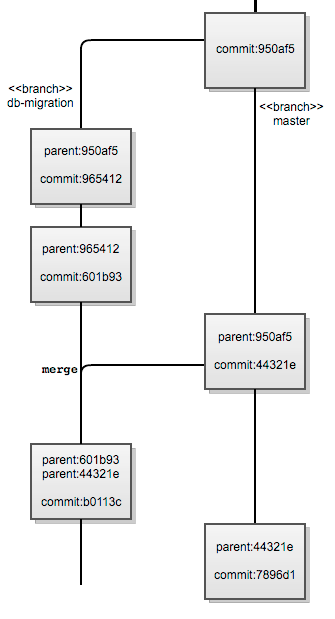 commit:950af5
<<branch>>
db-migration
<<branch>>
master
parent:950af5
commit:965412
parent:965412
commit:601b93
parent:950af5
commit:44321e
merge
parent:601b93
parent:44321e
commit:b0113c
parent:44321e
commit:7896d1